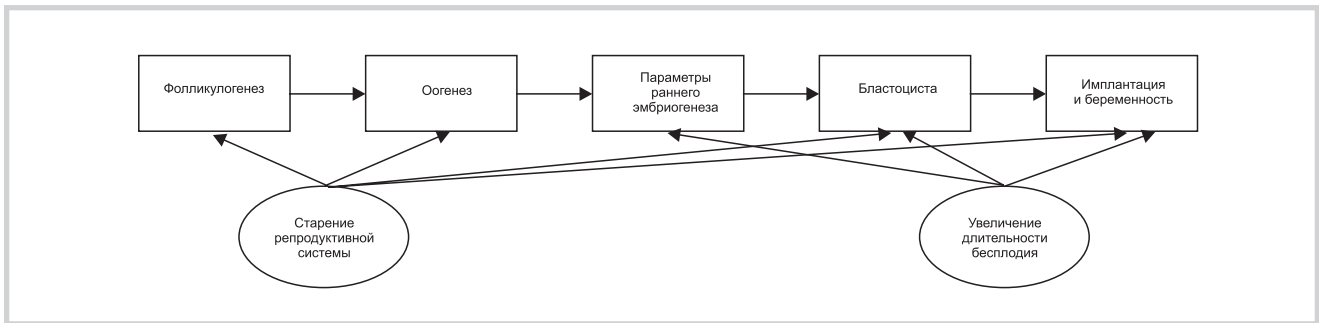 Фолликулогенез
Оогенез
Параметры
раннего
эмбриогенеза
Бластоциста
Имплантация
и беременность
Старение
репродуктивной
системы
Увеличение
длительности
бесплодия